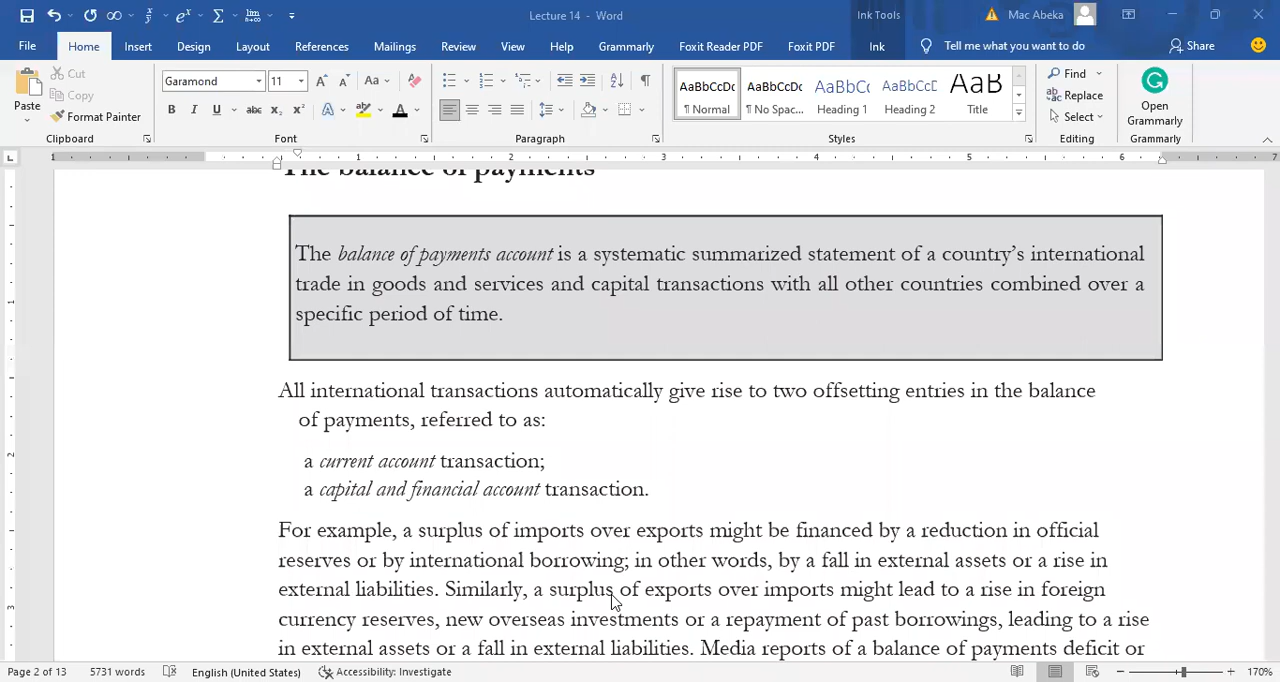 Lecture 14 - Word
Ink Tools
Mac Abeka
File Home Insert Design Layout References Mailings Review View Help Grammarly Foxit Reader PDF Foxit PDF Ink Tell me what you want to do Share
Paste
Cut
Copy
Format Painter
Clipboard
Garamond 11
Font
Paragraph
AaBbCcDc AaBbCcDc AaBbCc AaBbCcD AaB
¶ Normal ¶ No Spac... Heading 1 Heading 2 Title
Styles
Find
Replace
Select
Editing
Open
Grammarly
Grammarly
1 1 2 3 4 5 6 7
The balance of payments
The balance of payments account is a systematic summarized statement of a country's international
trade in goods and services and capital transactions with all other countries combined over a
specific period of time.
All international transactions automatically give rise to two offsetting entries in the balance
of payments, referred to as:
a current account transaction;
a capital and financial account transaction.
For example, a surplus of imports over exports might be financed by a reduction in official
reserves or by international borrowing; in other words, by a fall in external assets or a rise in
external liabilities. Similarly, a surplus of exports over imports might lead to a rise in foreign
currency reserves, new overseas investments or a repayment of past borrowings, leading to a rise
in external assets or a fall in external liabilities. Media reports of a balance of payments deficit or
Page 2 of 13 5731 words English (United States) Accessibility: Investigate 170%